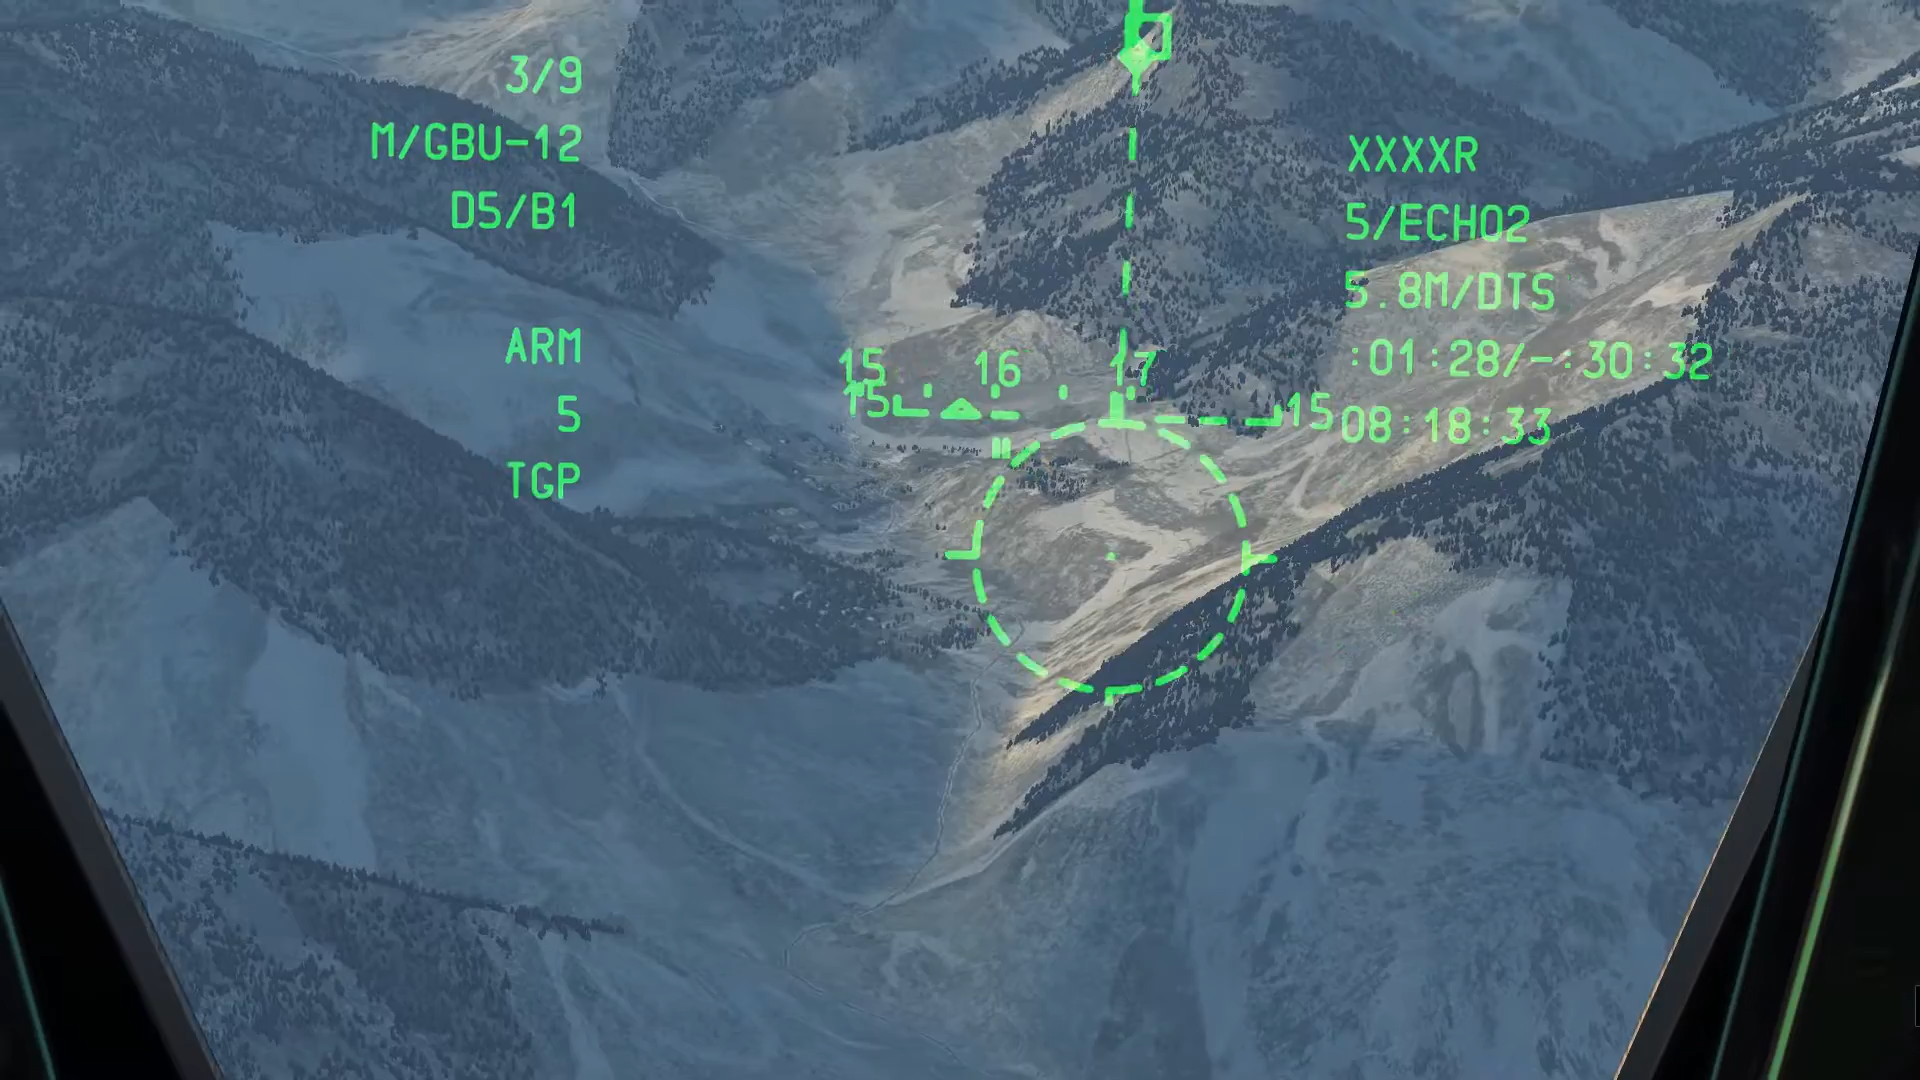 3/9
M/GBU-12
D5/B1
ARM
5
TGP
15 16 17
15 15
XXXXR
5/ECHO2
5.8M/DTS
:01:28/-:30:32
08:18:33